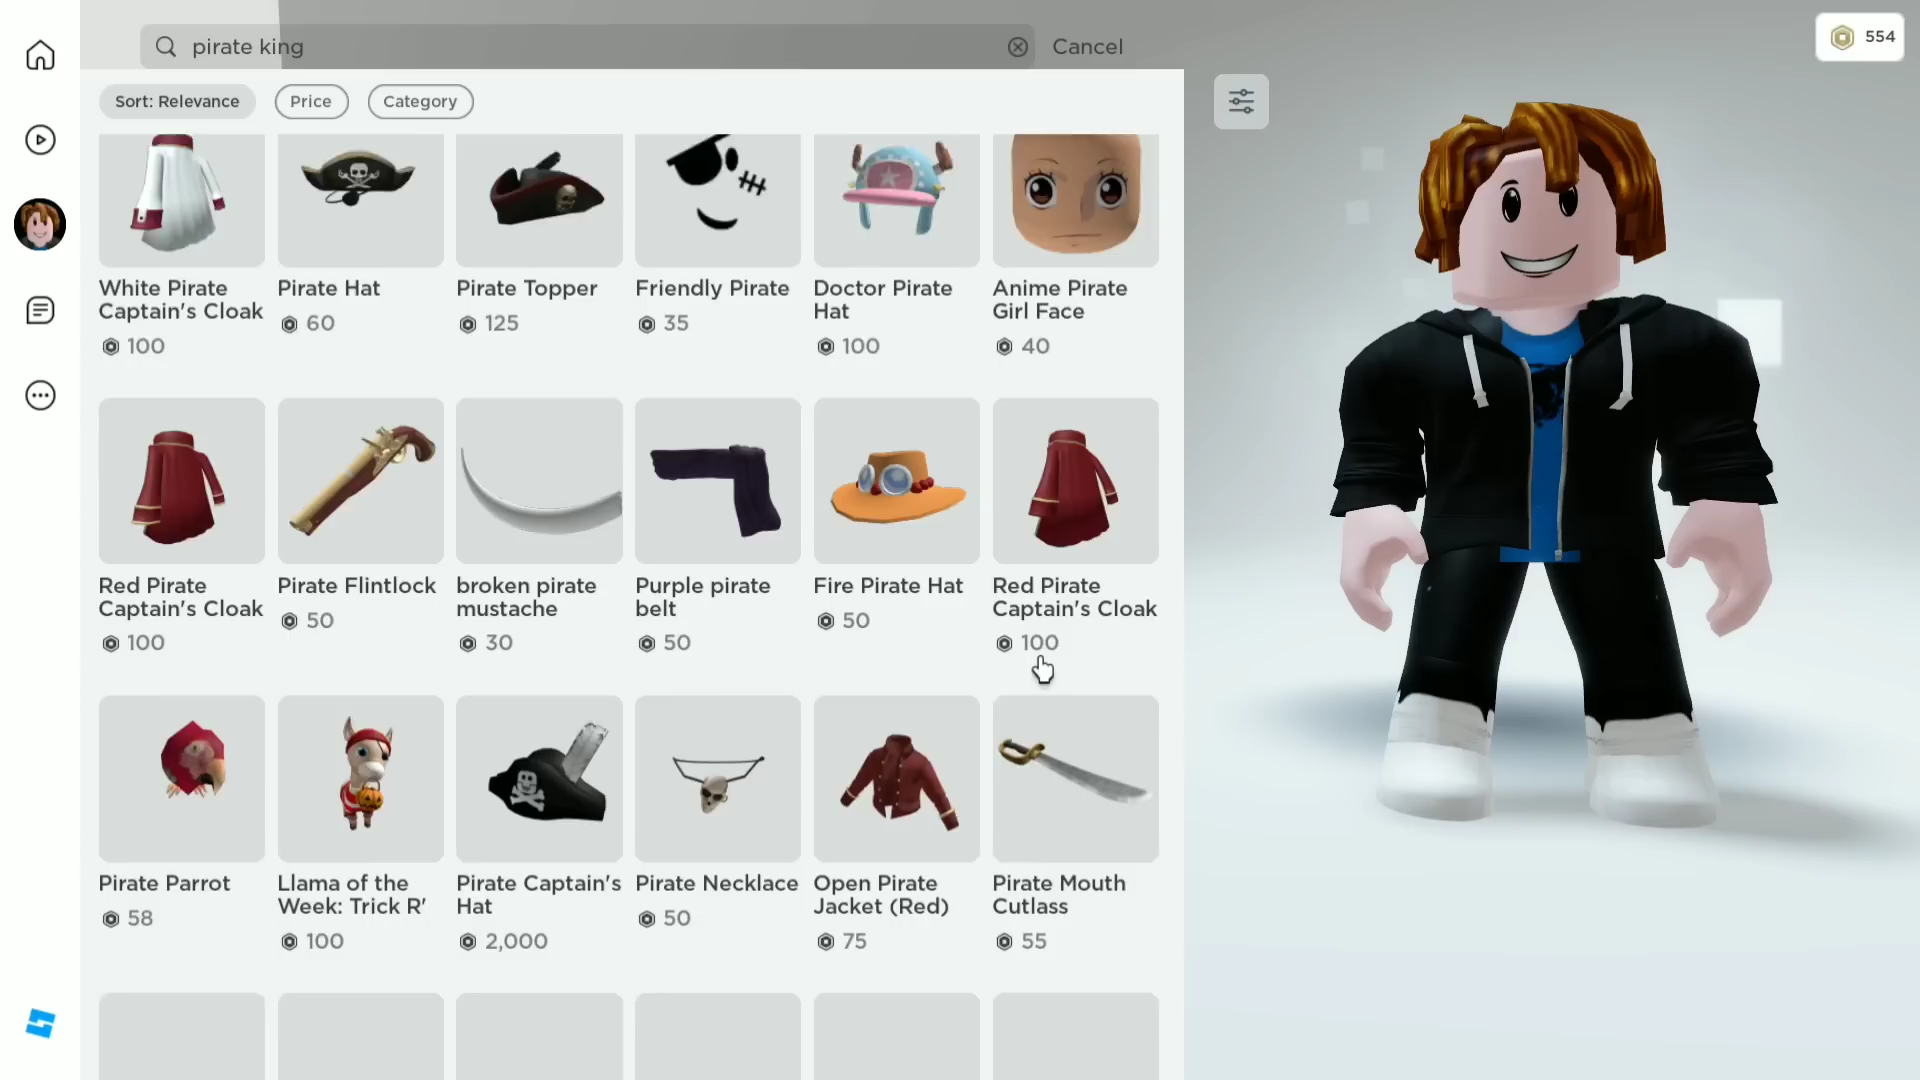 pirate king
Cancel
554
Sort: Relevance
Price
Category
White Pirate
Captain's Cloak
100
Pirate Hat
60
Pirate Topper
125
Friendly Pirate
35
Doctor Pirate
Hat
100
Anime Pirate
Girl Face
40
Red Pirate
Captain's Cloak
100
Pirate Flintlock
50
broken pirate
mustache
30
Purple pirate
belt
50
Fire Pirate Hat
50
Red Pirate
Captain's Cloak
100
Pirate Parrot
58
Llama of the
Week: Trick R'
100
Pirate Captain's
Hat
2,000
Pirate Necklace
50
Open Pirate
Jacket (Red)
75
Pirate Mouth
Cutlass
55